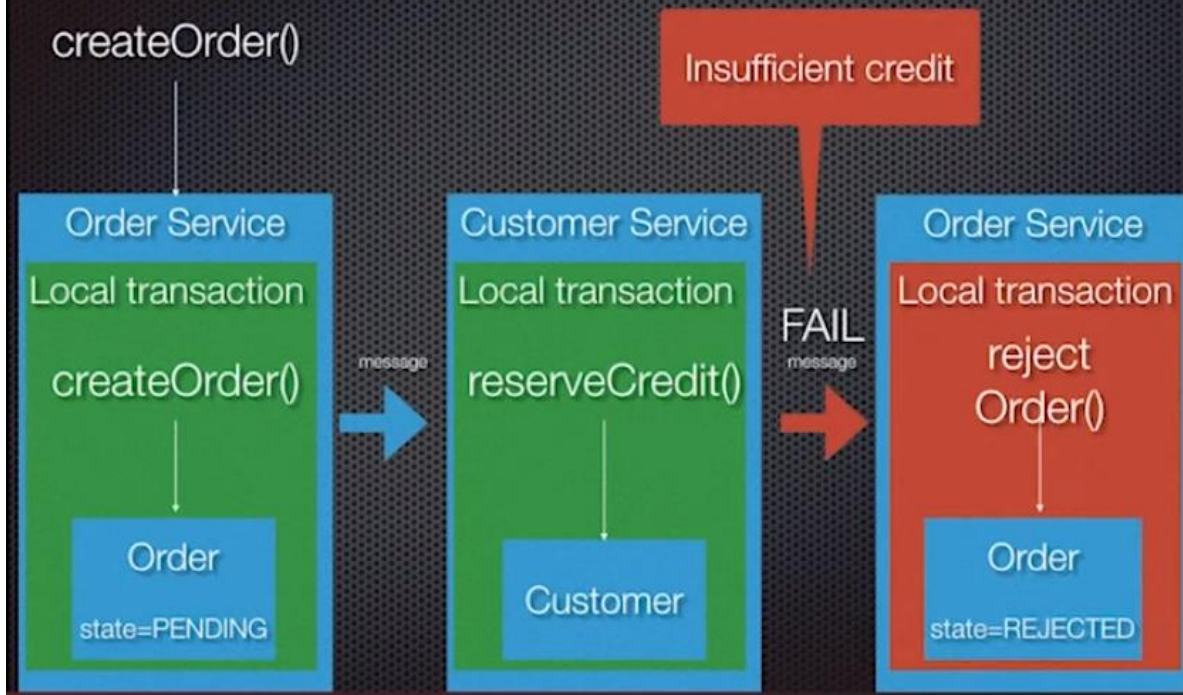 createOrder()
Insufficient credit
Order Service
Local transaction
createOrder()
Order
state=PENDING
message
Customer Service
Local transaction
reserveCredit()
Customer
FAIL
message
Order Service
Local transaction
reject
Order()
Order
state=REJECTED